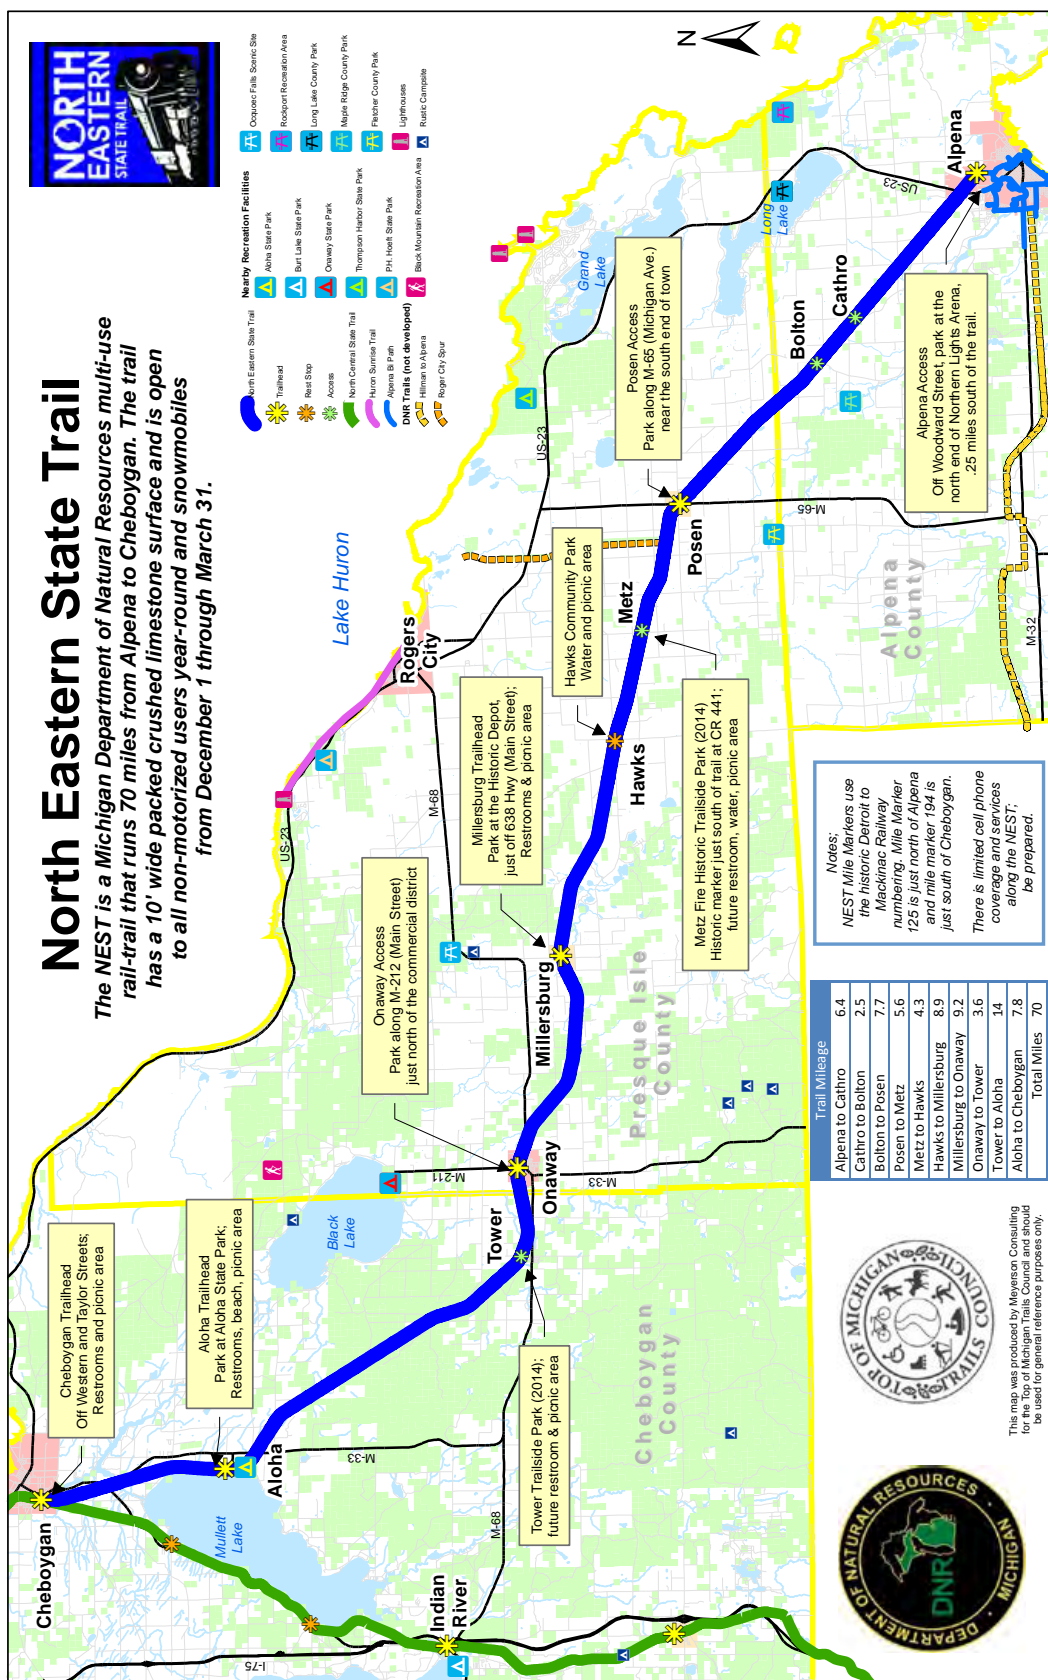 North Eastern State Trail
The NEST is a Michigan Department of Natural Resources multi-use
rail-trail that runs 70 miles from Alpena to Cheboygan. The trail
has a 10' wide packed crushed limestone surface and is open
to all non-motorized users year-round and snowmobiles
from December 1 through March 31.
NORTH
EASTERN
STATE TRAIL
North Eastern State Trail
Trailhead
Rest Stop
Access
North Central State Trail
Huron Sunrise Trail
Alpena Bi Path
DNR Trails (not developed)
Hillman to Alpena
Roger City Spur
Nearby Recreation Facilities
Aloha State Park
Burt Lake State Park
Onaway State Park
Thompson Harbor State Park
P.H. Hoeft State Park
Black Mountain Recreation Area
Ocquoec Falls Scenic Site
Rockport Recreation Area
Long Lake County Park
Maple Ridge County Park
Fletcher County Park
Lighthouses
Rustic Campsite
N
Lake Huron
Cheboygan Trailhead
Off Western and Taylor Streets;
Restrooms and picnic area
Aloha Trailhead
Park at Aloha State Park;
Restrooms, beach, picnic area
Onaway Access
Park along M-212 (Main Street)
just north of the commercial district
Millersburg Trailhead
Park at the Historic Depot,
just off 638 Hwy (Main Street);
Restrooms & picnic area
Hawks Community Park
Water and picnic area
Posen Access
Park along M-65 (Michigan Ave.)
near the south end of town
Alpena Access
Off Woodward Street, park at the
north end of Northern Lights Arena,
.25 miles south of the trail.
Metz Fire Historic Trailside Park (2014)
Historic marker just south of trail at CR 441;
future restroom, water, picnic area
Tower Trailside Park (2014);
future restroom & picnic area
Cheboygan
Mullett
Lake
Aloha
Indian
River
I-75
M-33
M-68
Black
Lake
Tower
Onaway
M-211
M-33
Millersburg
M-68
US-23
Rogers
City
Hawks
Metz
Posen
M-65
US-23
Grand
Lake
Long
Lake
Bolton
Cathro
US-23
Alpena
M-32
Cheboygan
County
Presque Isle
County
Alpena
County
Notes;
NEST Mile Markers use
the historic Detroit to
Mackinac Railway
numbering. Mile Marker
125 is just north of Alpena
and mile marker 194 is
just south of Cheboygan.
There is limited cell phone
coverage and services
along the NEST;
be prepared.
Trail Mileage
Alpena to Cathro 6.4
Cathro to Bolton 2.5
Bolton to Posen 7.7
Posen to Metz 5.6
Metz to Hawks 4.3
Hawks to Millersburg 8.9
Millersburg to Onaway 9.2
Onaway to Tower 3.6
Tower to Aloha 14
Aloha to Cheboygan 7.8
Total Miles 70
TOP OF MICHIGAN
TRAILS COUNCIL
This map was produced by Meyerson Consulting
for the Top of Michigan Trails Council and should
be used for general reference purposes only.
DEPARTMENT OF NATURAL RESOURCES
DNR
MICHIGAN